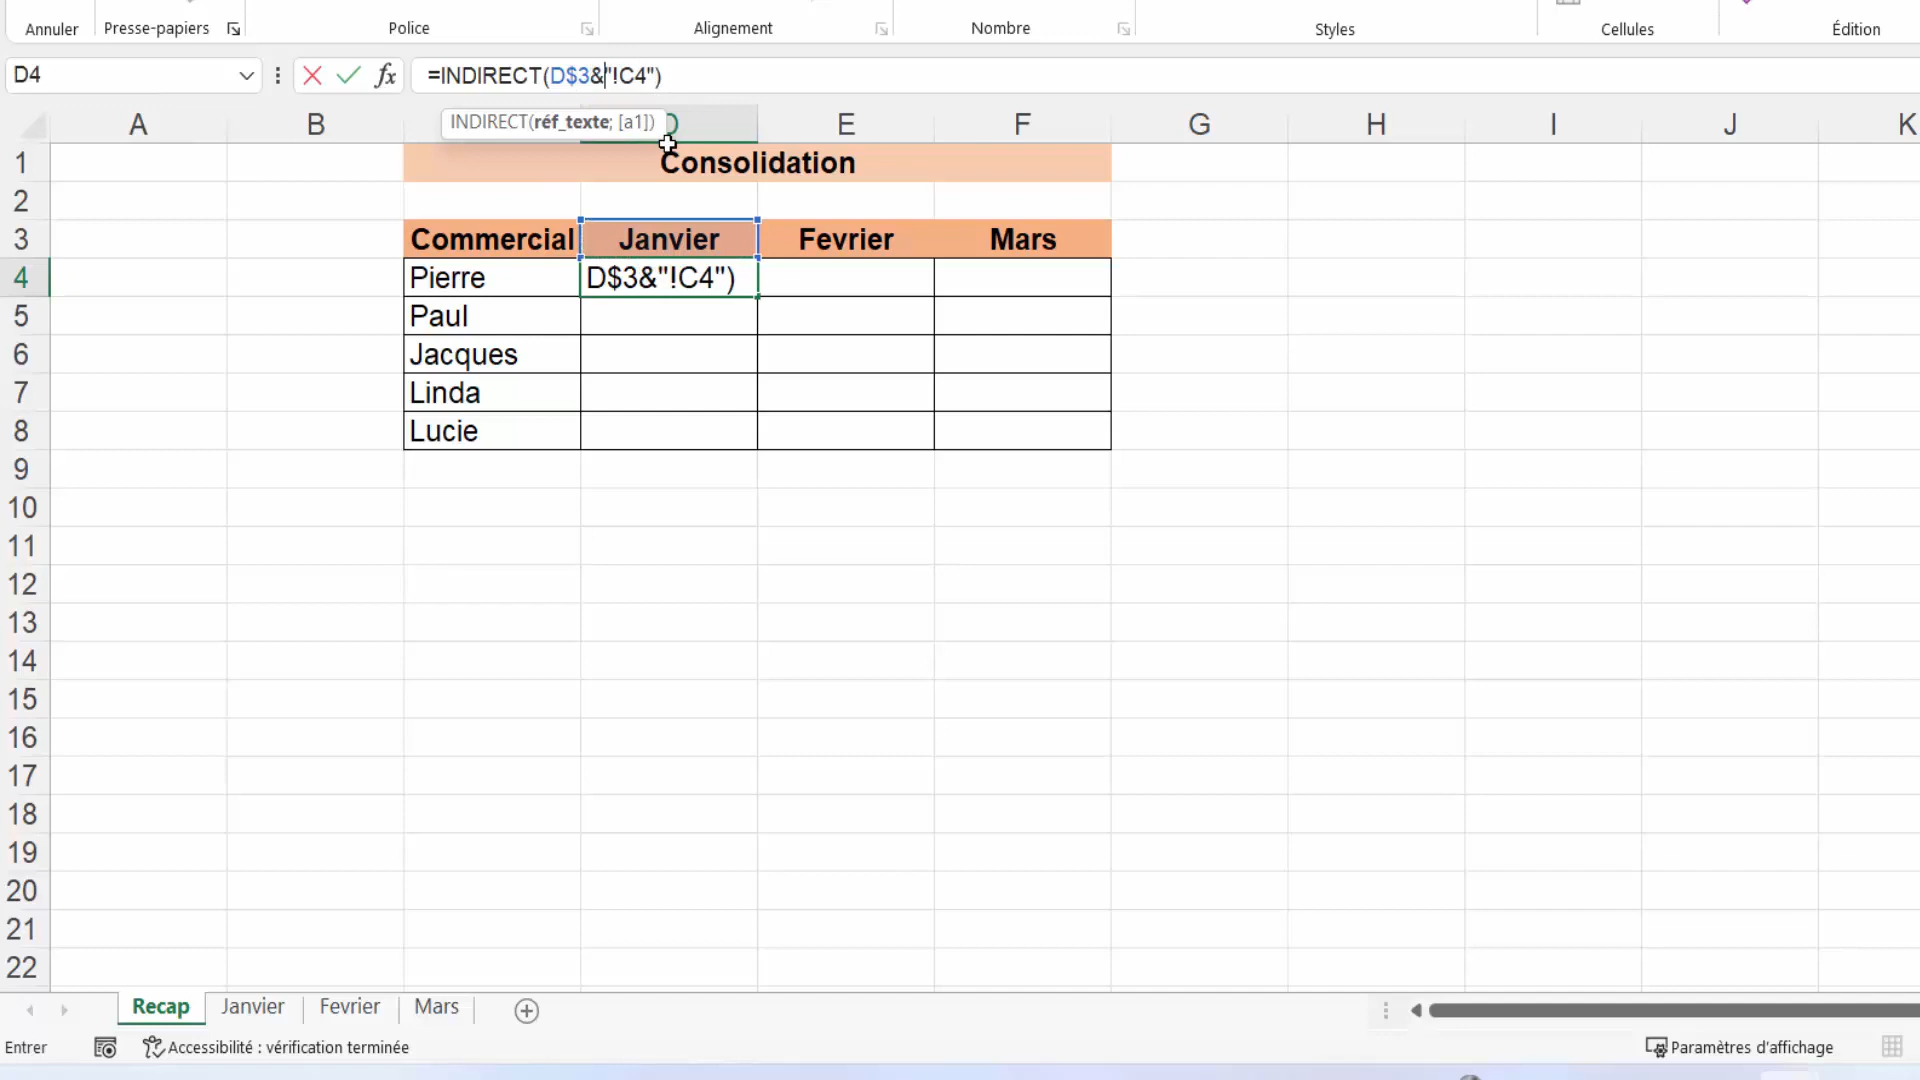 Annuler Presse-papiers Police Alignement Nombre Styles Cellules Édition
D4 fx =INDIRECT(D$3&"!C4")
INDIRECT(réf_texte; [a1])
A B D E F G H I J K
1 Consolidation
2
3 Commercial Janvier Fevrier Mars
4 Pierre D$3&"!C4")
5 Paul
6 Jacques
7 Linda
8 Lucie
9
10
11
12
13
14
15
16
17
18
19
20
21
22
Recap Janvier Fevrier Mars
Entrer Accessibilité : vérification terminée Paramètres d'affichage